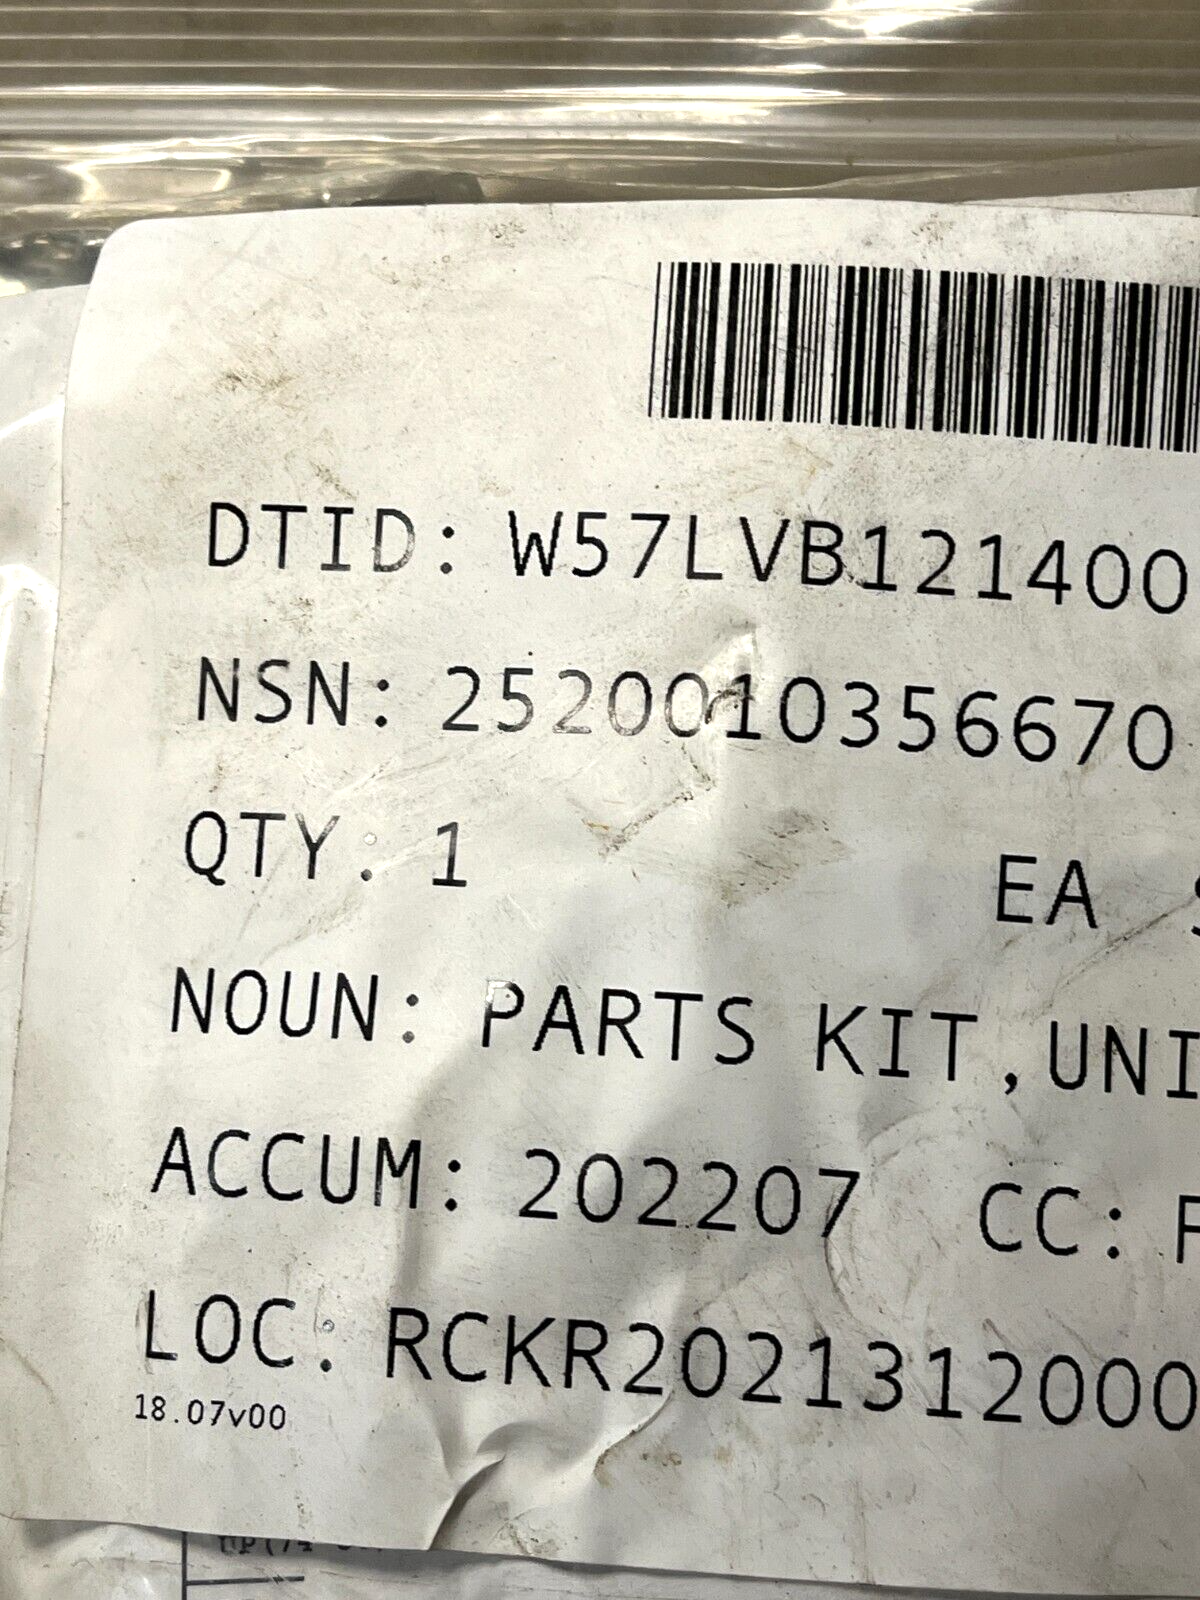 DTID: W57LVB121400
NSN: 2520010356670
QTY: 1 EA
NOUN: PARTS KIT,UNI
ACCUM: 202207 CC:
LOC: RCKR2021312000
18.07v00